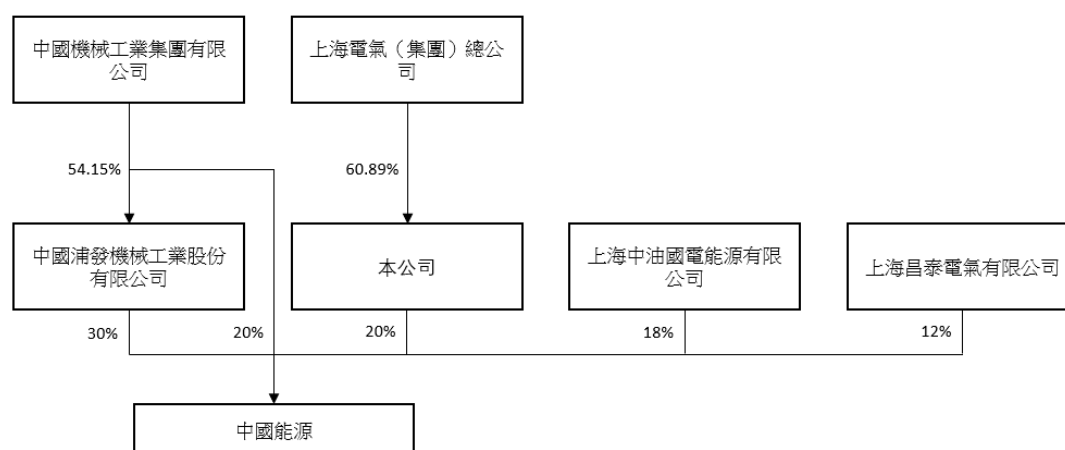 中國機械工業集團有限
公司
上海電氣（集團）總公
司
54.15%
60.89%
中國浦發機械工業股份
有限公司
本公司
上海中油國電能源有限
公司
上海昌泰電氣有限公司
30%
20%
20%
18%
12%
中國能源